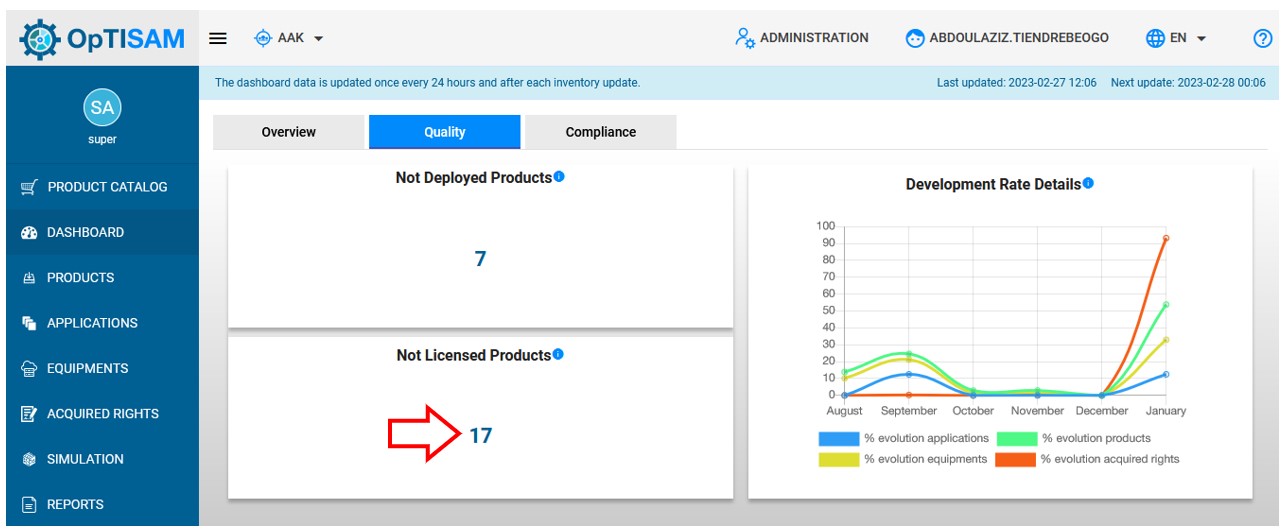 OpTISAM
AAK
ADMINISTRATION
ABDOULAZIZ.TIENDREBEOGO
EN
?
SA
super
PRODUCT CATALOG
DASHBOARD
PRODUCTS
APPLICATIONS
EQUIPMENTS
ACQUIRED RIGHTS
SIMULATION
REPORTS
The dashboard data is updated once every 24 hours and after each inventory update.
Last updated: 2023-02-27 12:06 Next update: 2023-02-28 00:06
Overview
Quality
Compliance
Not Deployed Products
7
Not Licensed Products
17
Development Rate Details
100
90
80
70
60
50
40
30
20
10
0
August September October November December January
% evolution applications % evolution products
% evolution equipments % evolution acquired rights